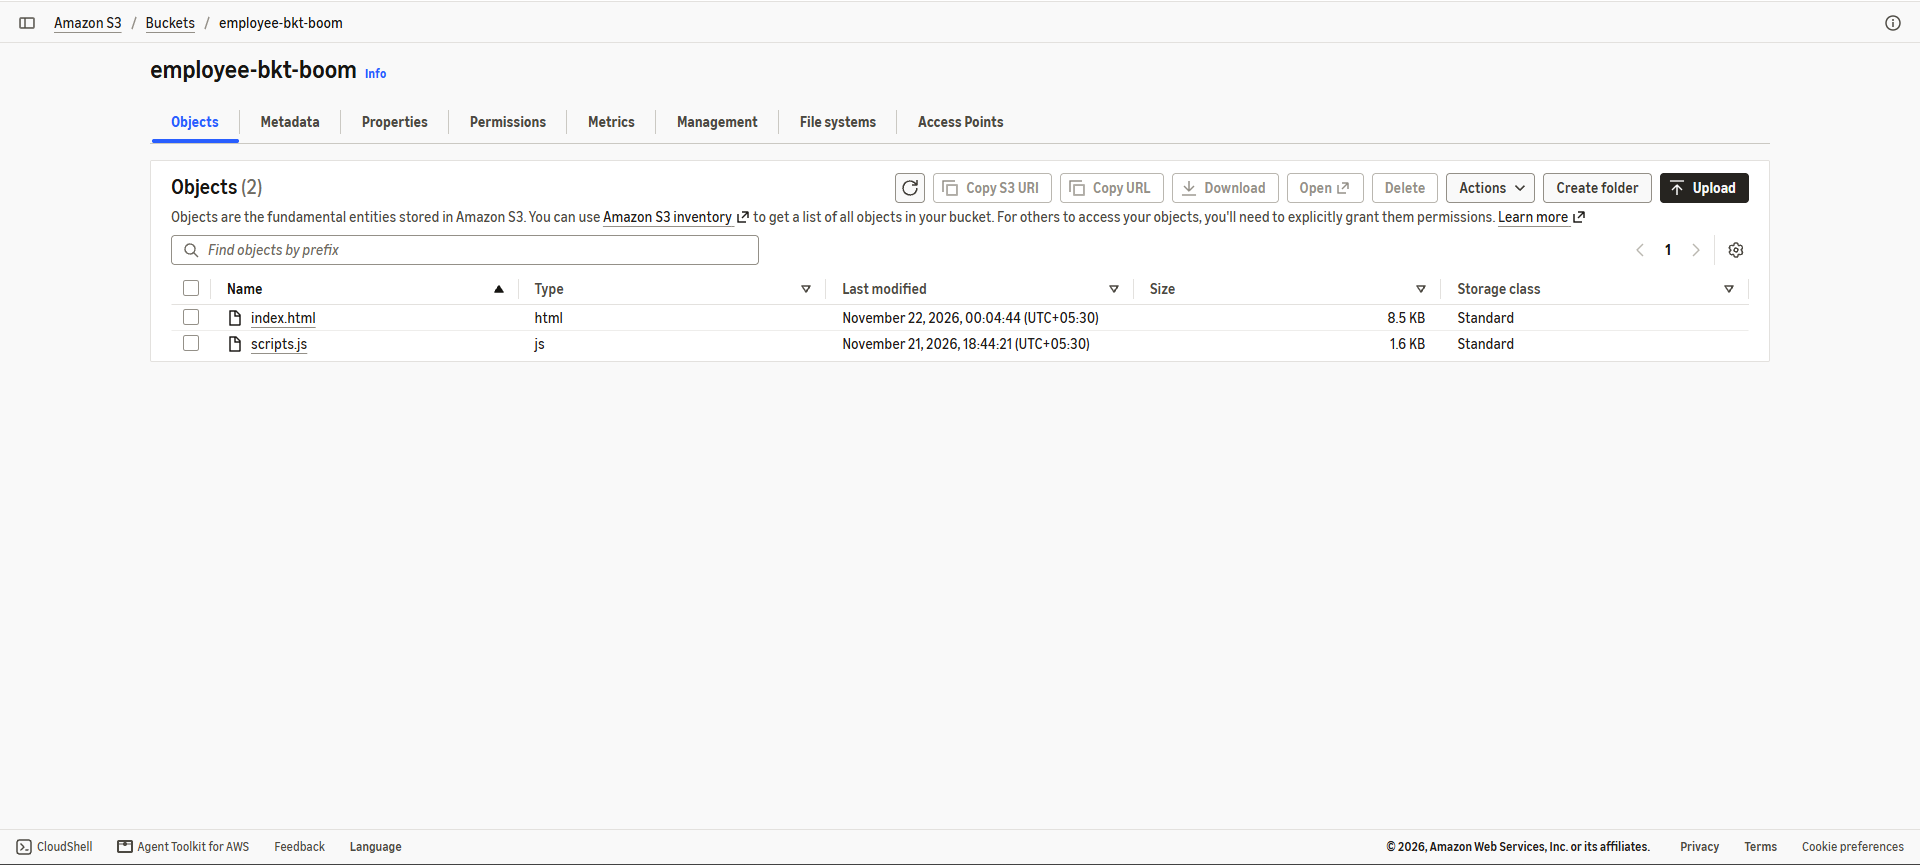 Amazon S3 / Buckets / employee-bkt-boom
employee-bkt-boom Info
Objects Metadata Properties Permissions Metrics Management File systems Access Points
Objects (2) Copy S3 URI Copy URL Download Open Delete Actions Create folder Upload
Objects are the fundamental entities stored in Amazon S3. You can use Amazon S3 inventory to get a list of all objects in your bucket. For others to access your objects, you'll need to explicitly grant them permissions. Learn more
Find objects by prefix 1
Name Type Last modified Size Storage class
index.html html November 22, 2026, 00:04:44 (UTC+05:30) 8.5 KB Standard
scripts.js js November 21, 2026, 18:44:21 (UTC+05:30) 1.6 KB Standard
CloudShell Agent Toolkit for AWS Feedback Language © 2026, Amazon Web Services, Inc. or its affiliates. Privacy Terms Cookie preferences